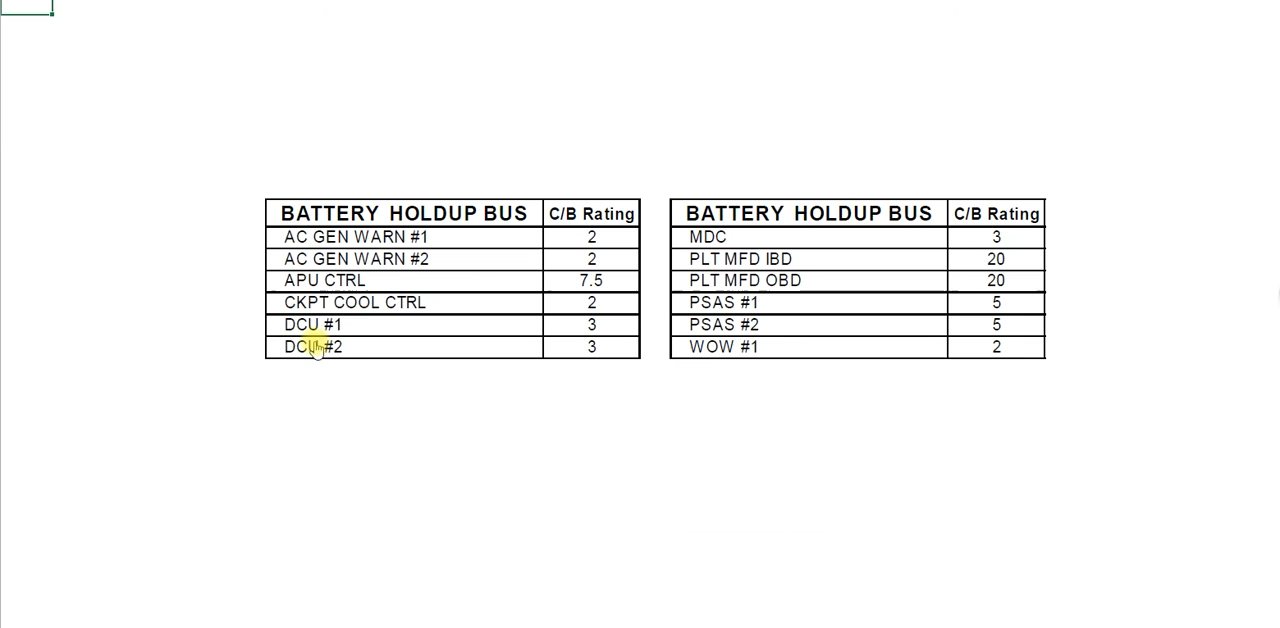 BATTERY HOLDUP BUS C/B Rating
AC GEN WARN #1 2
AC GEN WARN #2 2
APU CTRL 7.5
CKPT COOL CTRL 2
DCU #1 3
DCU #2 3
BATTERY HOLDUP BUS C/B Rating
MDC 3
PLT MFD IBD 20
PLT MFD OBD 20
PSAS #1 5
PSAS #2 5
WOW #1 2